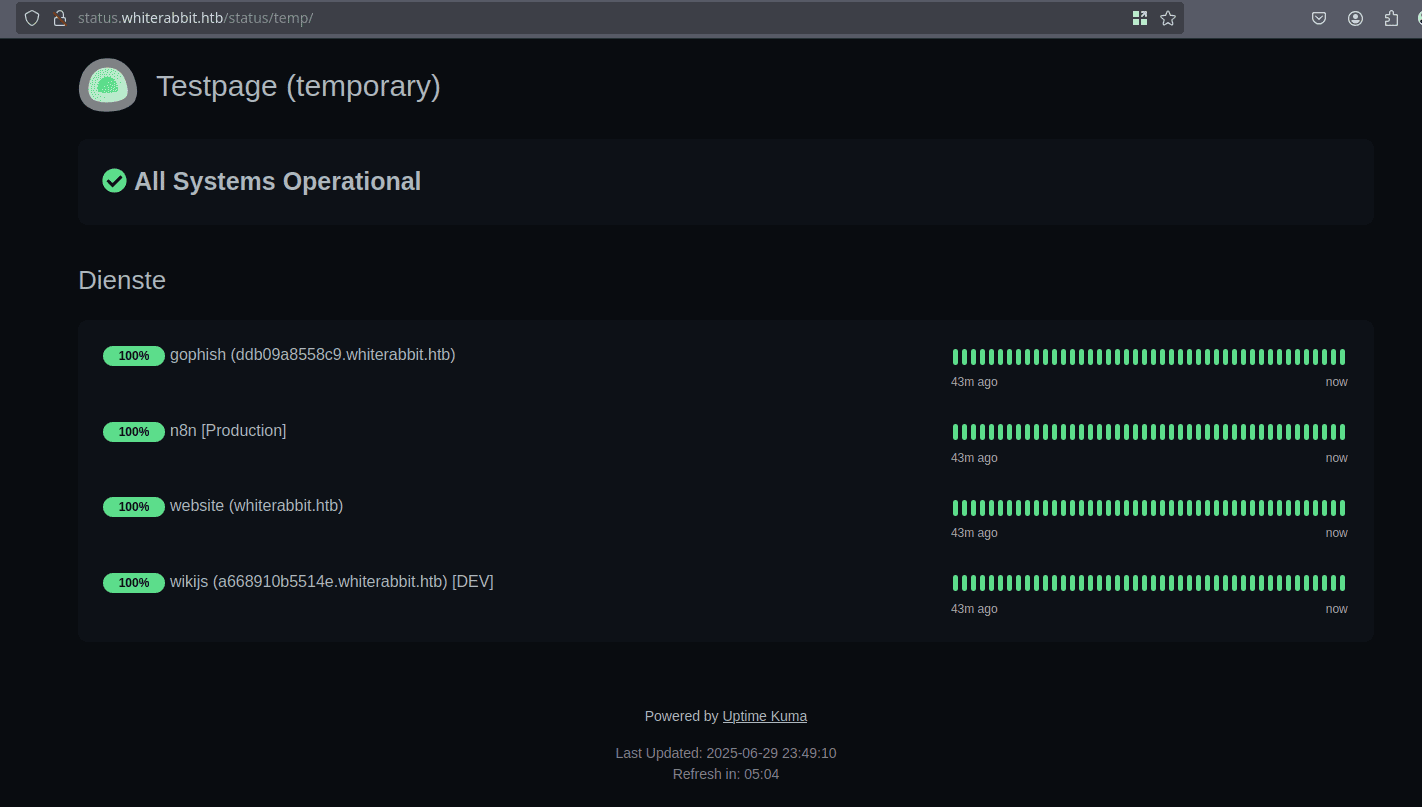 status.whiterabbit.htb/status/temp/
Testpage (temporary)
All Systems Operational
Dienste
100% gophish (ddb09a8558c9.whiterabbit.htb)
43m ago now
100% n8n [Production]
43m ago now
100% website (whiterabbit.htb)
43m ago now
100% wikijs (a668910b5514e.whiterabbit.htb) [DEV]
43m ago now
Powered by Uptime Kuma
Last Updated: 2025-06-29 23:49:10
Refresh in: 05:04